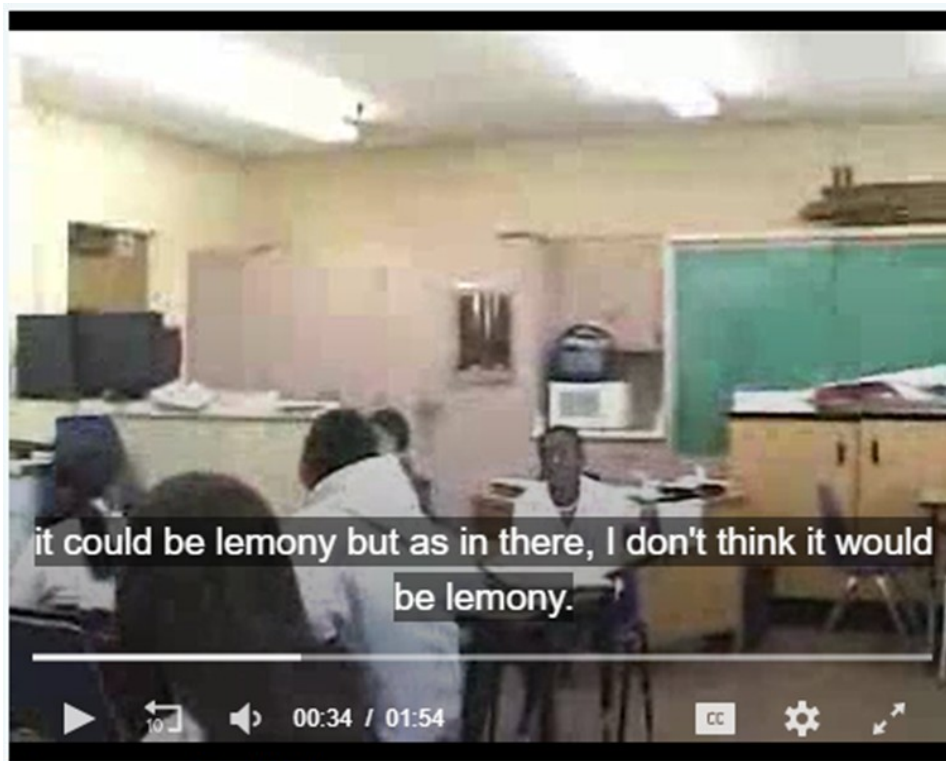 it could be lemony but as in there, I don't think it would
be lemony.
10
00:34 / 01:54
CC